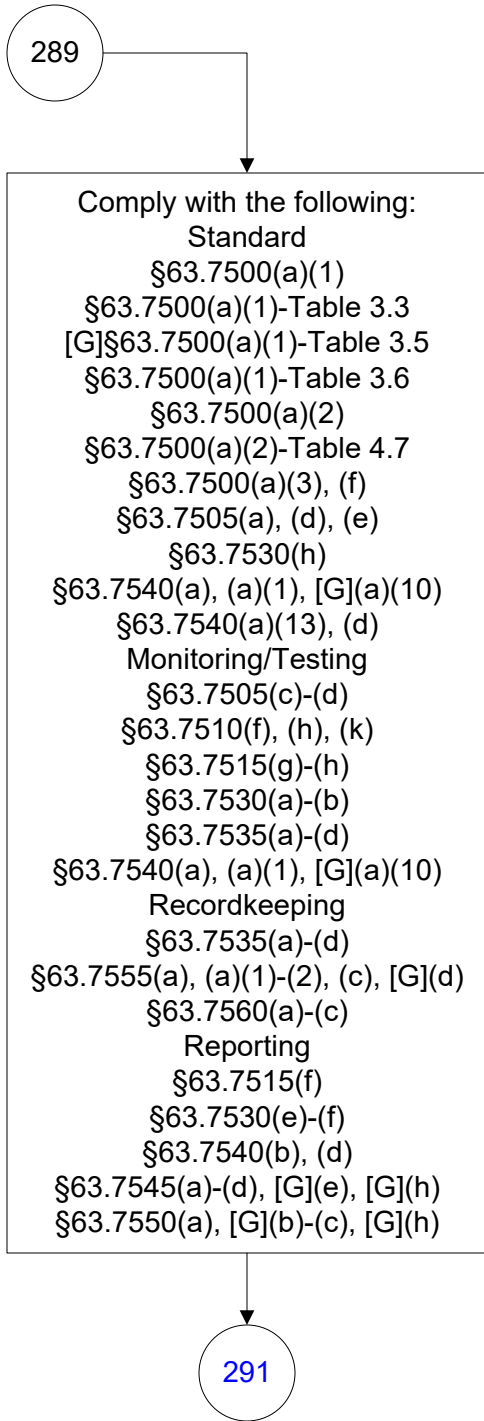 289
Comply with the following:
Standard
§63.7500(a)(1)
§63.7500(a)(1)-Table 3.3
[G]§63.7500(a)(1)-Table 3.5
§63.7500(a)(1)-Table 3.6
§63.7500(a)(2)
§63.7500(a)(2)-Table 4.7
§63.7500(a)(3), (f)
§63.7505(a), (d), (e)
§63.7530(h)
§63.7540(a), (a)(1), [G](a)(10)
§63.7540(a)(13), (d)
Monitoring/Testing
§63.7505(c)-(d)
§63.7510(f), (h), (k)
§63.7515(g)-(h)
§63.7530(a)-(b)
§63.7535(a)-(d)
§63.7540(a), (a)(1), [G](a)(10)
Recordkeeping
§63.7535(a)-(d)
§63.7555(a), (a)(1)-(2), (c), [G](d)
§63.7560(a)-(c)
Reporting
§63.7515(f)
§63.7530(e)-(f)
§63.7540(b), (d)
§63.7545(a)-(d), [G](e), [G](h)
§63.7550(a), [G](b)-(c), [G](h)
291